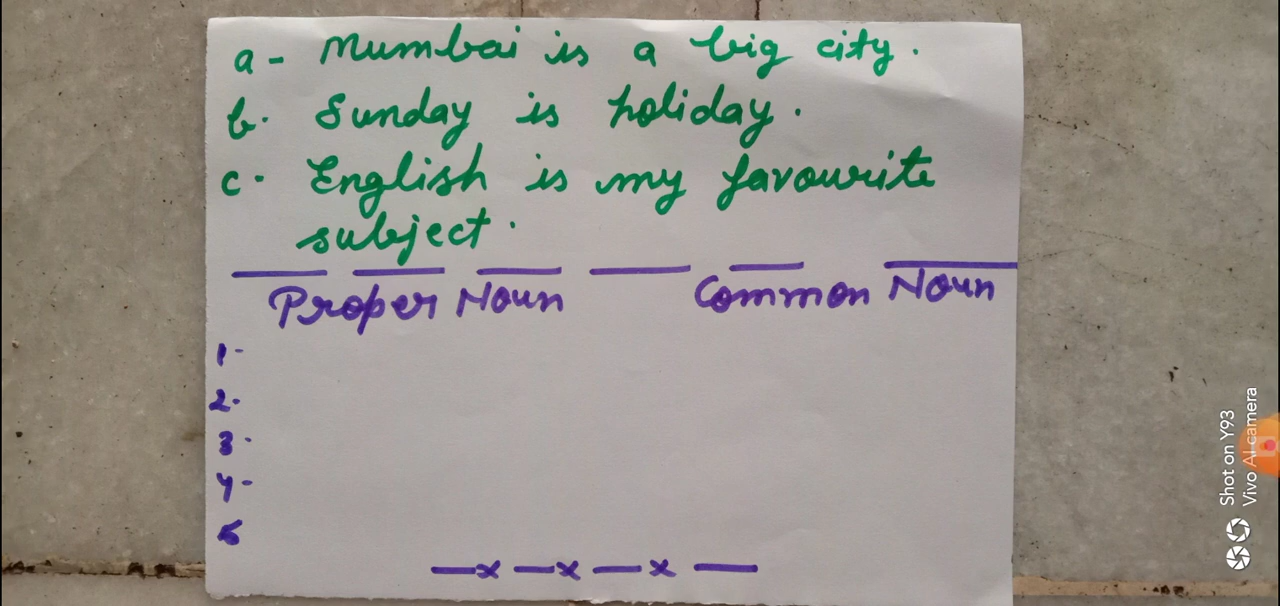 a- Mumbai is a big city.
b. Sunday is holiday.
c. English is my favourite
subject.
Proper Noun Common Noun
1-
2.
3.
4-
5
Shot on Y93
Vivo AI camera